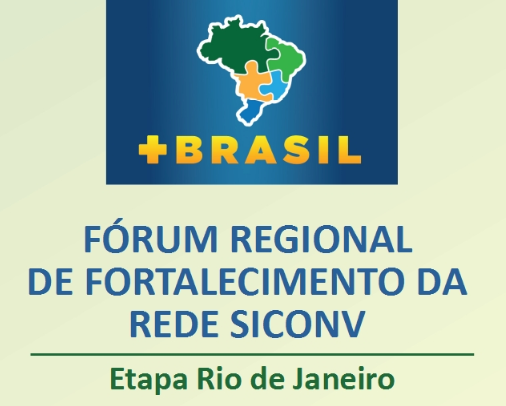 +BRASIL
FÓRUM REGIONAL
DE FORTALECIMENTO DA
REDE SICONV
Etapa Rio de Janeiro